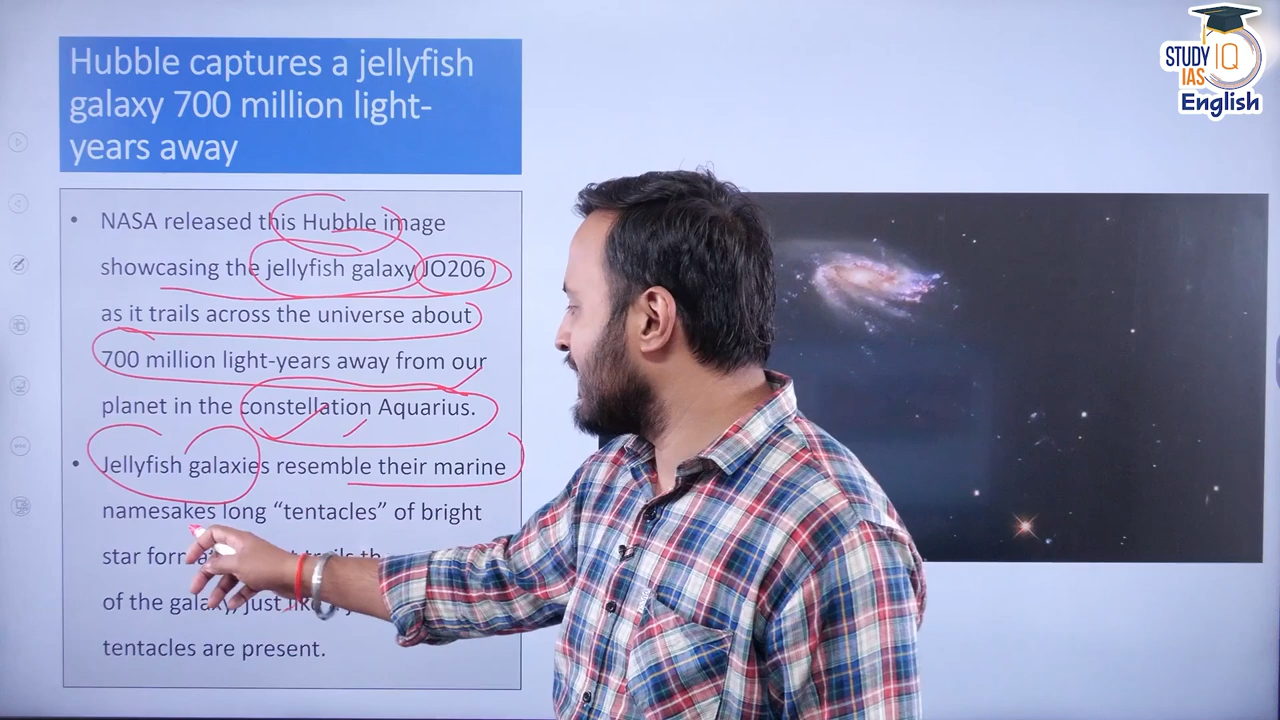 Hubble captures a jellyfish
galaxy 700 million light-
years away
• NASA released this Hubble image
showcasing the jellyfish galaxy JO206
as it trails across the universe about
700 million light-years away from our
planet in the constellation Aquarius.
• Jellyfish galaxies resemble their marine
namesakes long “tentacles” of bright
star
of the galaxy, just
tentacles are present.
STUDY IQ
IAS
English